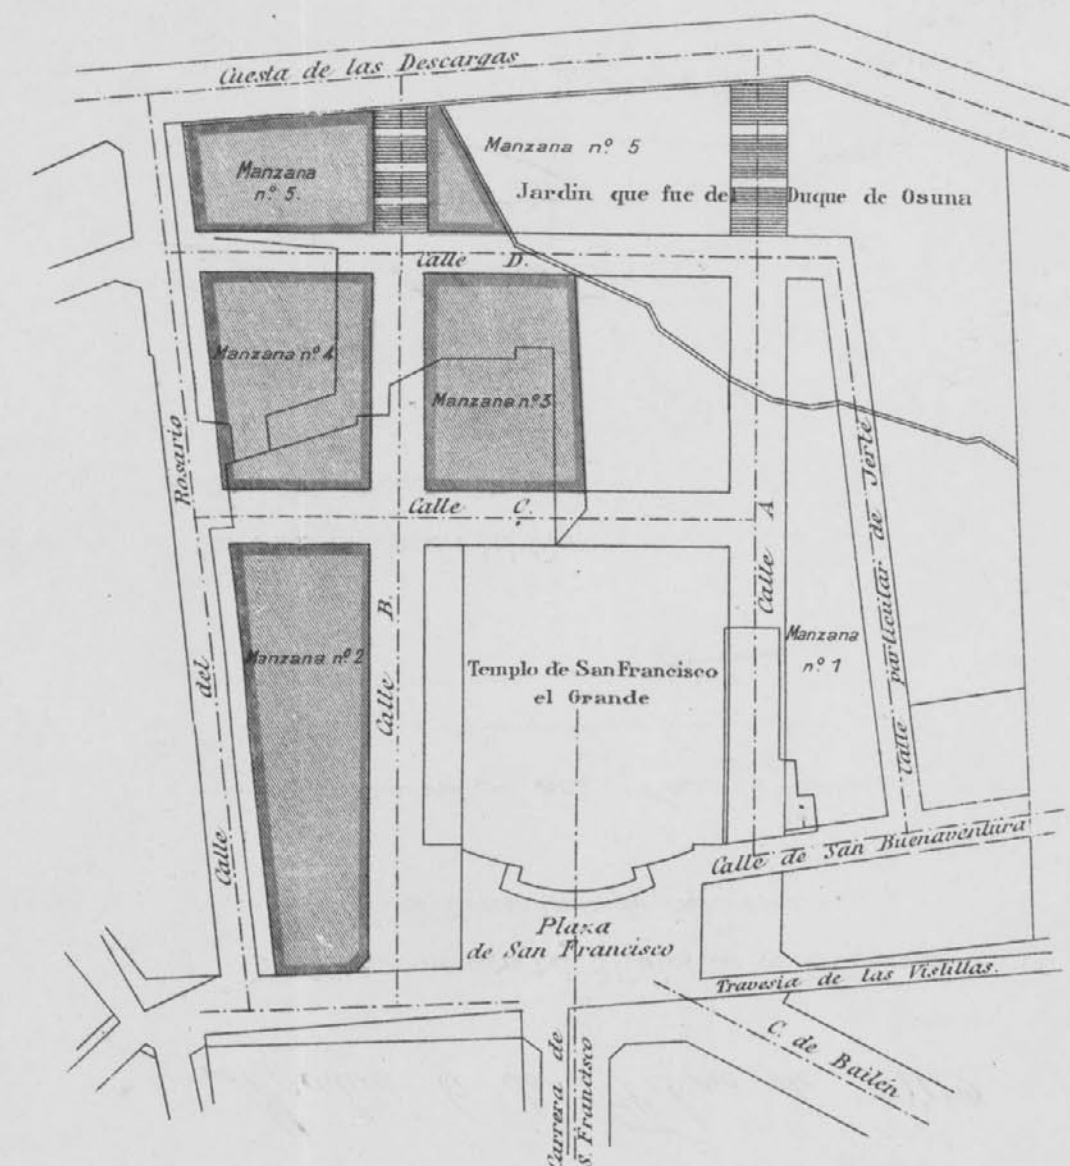 Cuesta de las Descargas
Manzana
nº 5.
Manzana nº 5
Jardin que fue del Duque de Osuna
Calle D.
Manzana nº 4
Manzana nº 3
Calle C.
Calle A
Calle B.
Calle del Rosario
Calle particular de Jerte
Manzana nº 2
Templo de San Francisco
el Grande
Manzana
nº 1
Calle de San Buenaventura
Plaza
de San Francisco
Travesia de las Vistillas.
C. de Bailén
Carrera de
S. Francisco